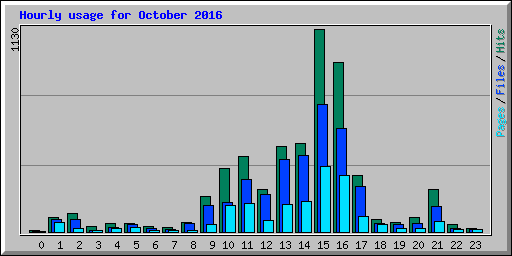 Hourly usage for October 2016
1130
Pages/Files/Hits
0 1 2 3 4 5 6 7 8 9 10 11 12 13 14 15 16 17 18 19 20 21 22 23